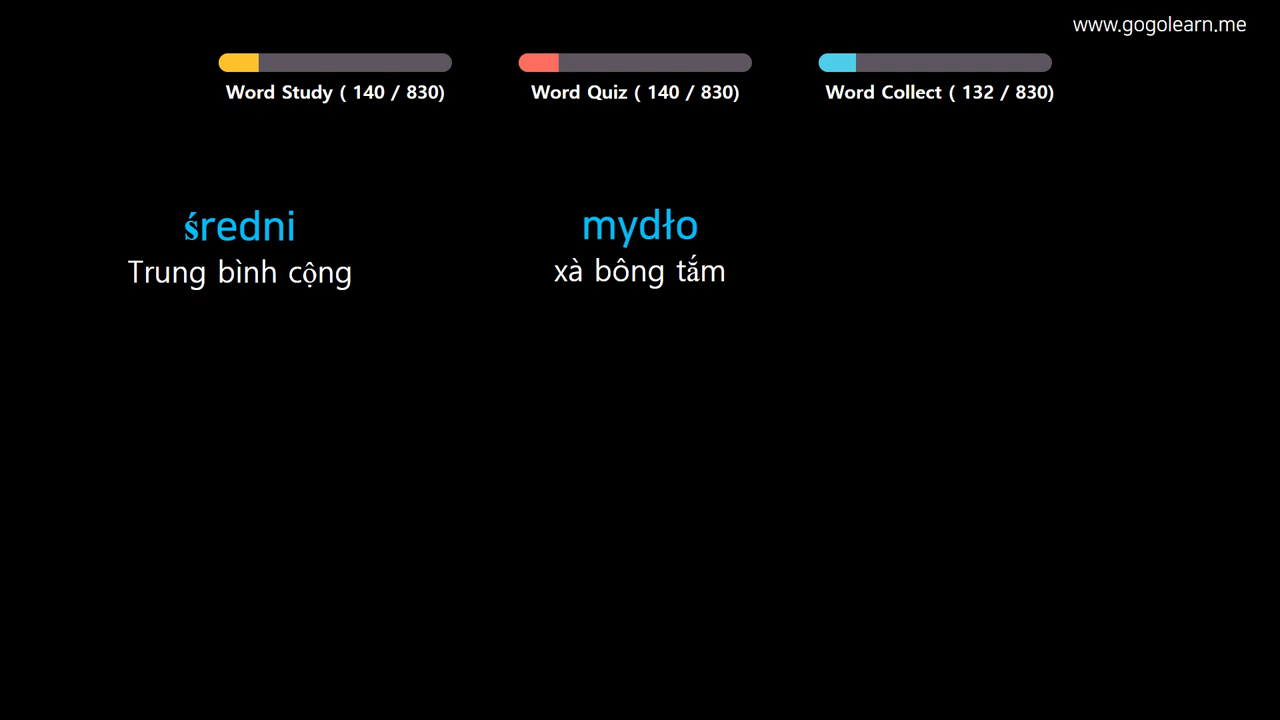 www.gogolearn.me
Word Study ( 140 / 830)
Word Quiz ( 140 / 830)
Word Collect ( 132 / 830)
średni
Trung bình cộng
mydło
xà bông tắm